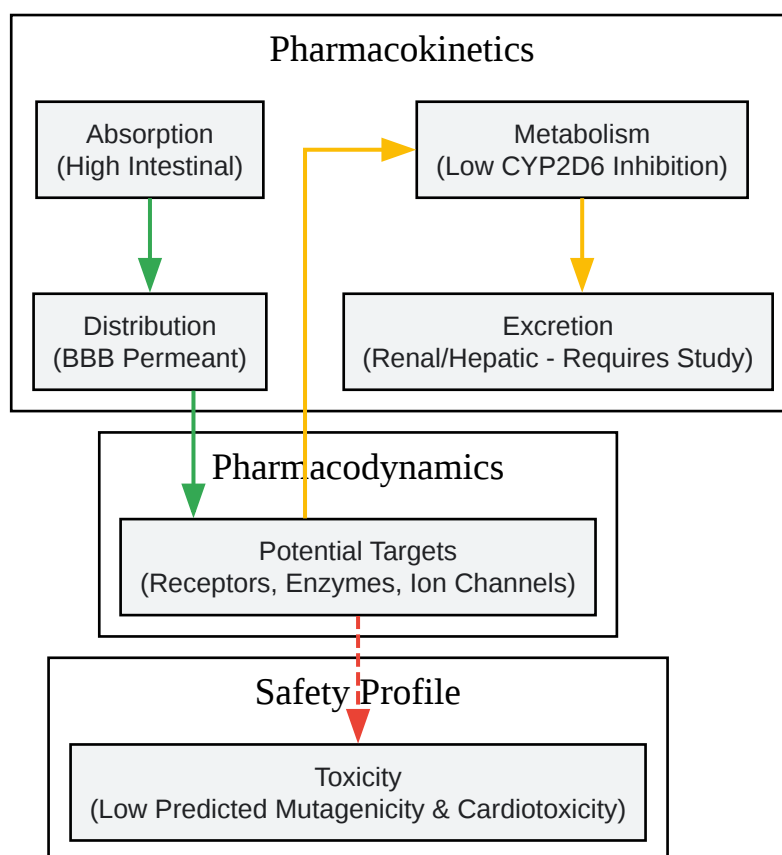 Pharmacokinetics
Absorption
(High Intestinal)
Metabolism
(Low CYP2D6 Inhibition)
Distribution
(BBB Permeant)
Excretion
(Renal/Hepatic - Requires Study)
Pharmacodynamics
Potential Targets
(Receptors, Enzymes, Ion Channels)
Safety Profile
Toxicity
(Low Predicted Mutagenicity & Cardiotoxicity)